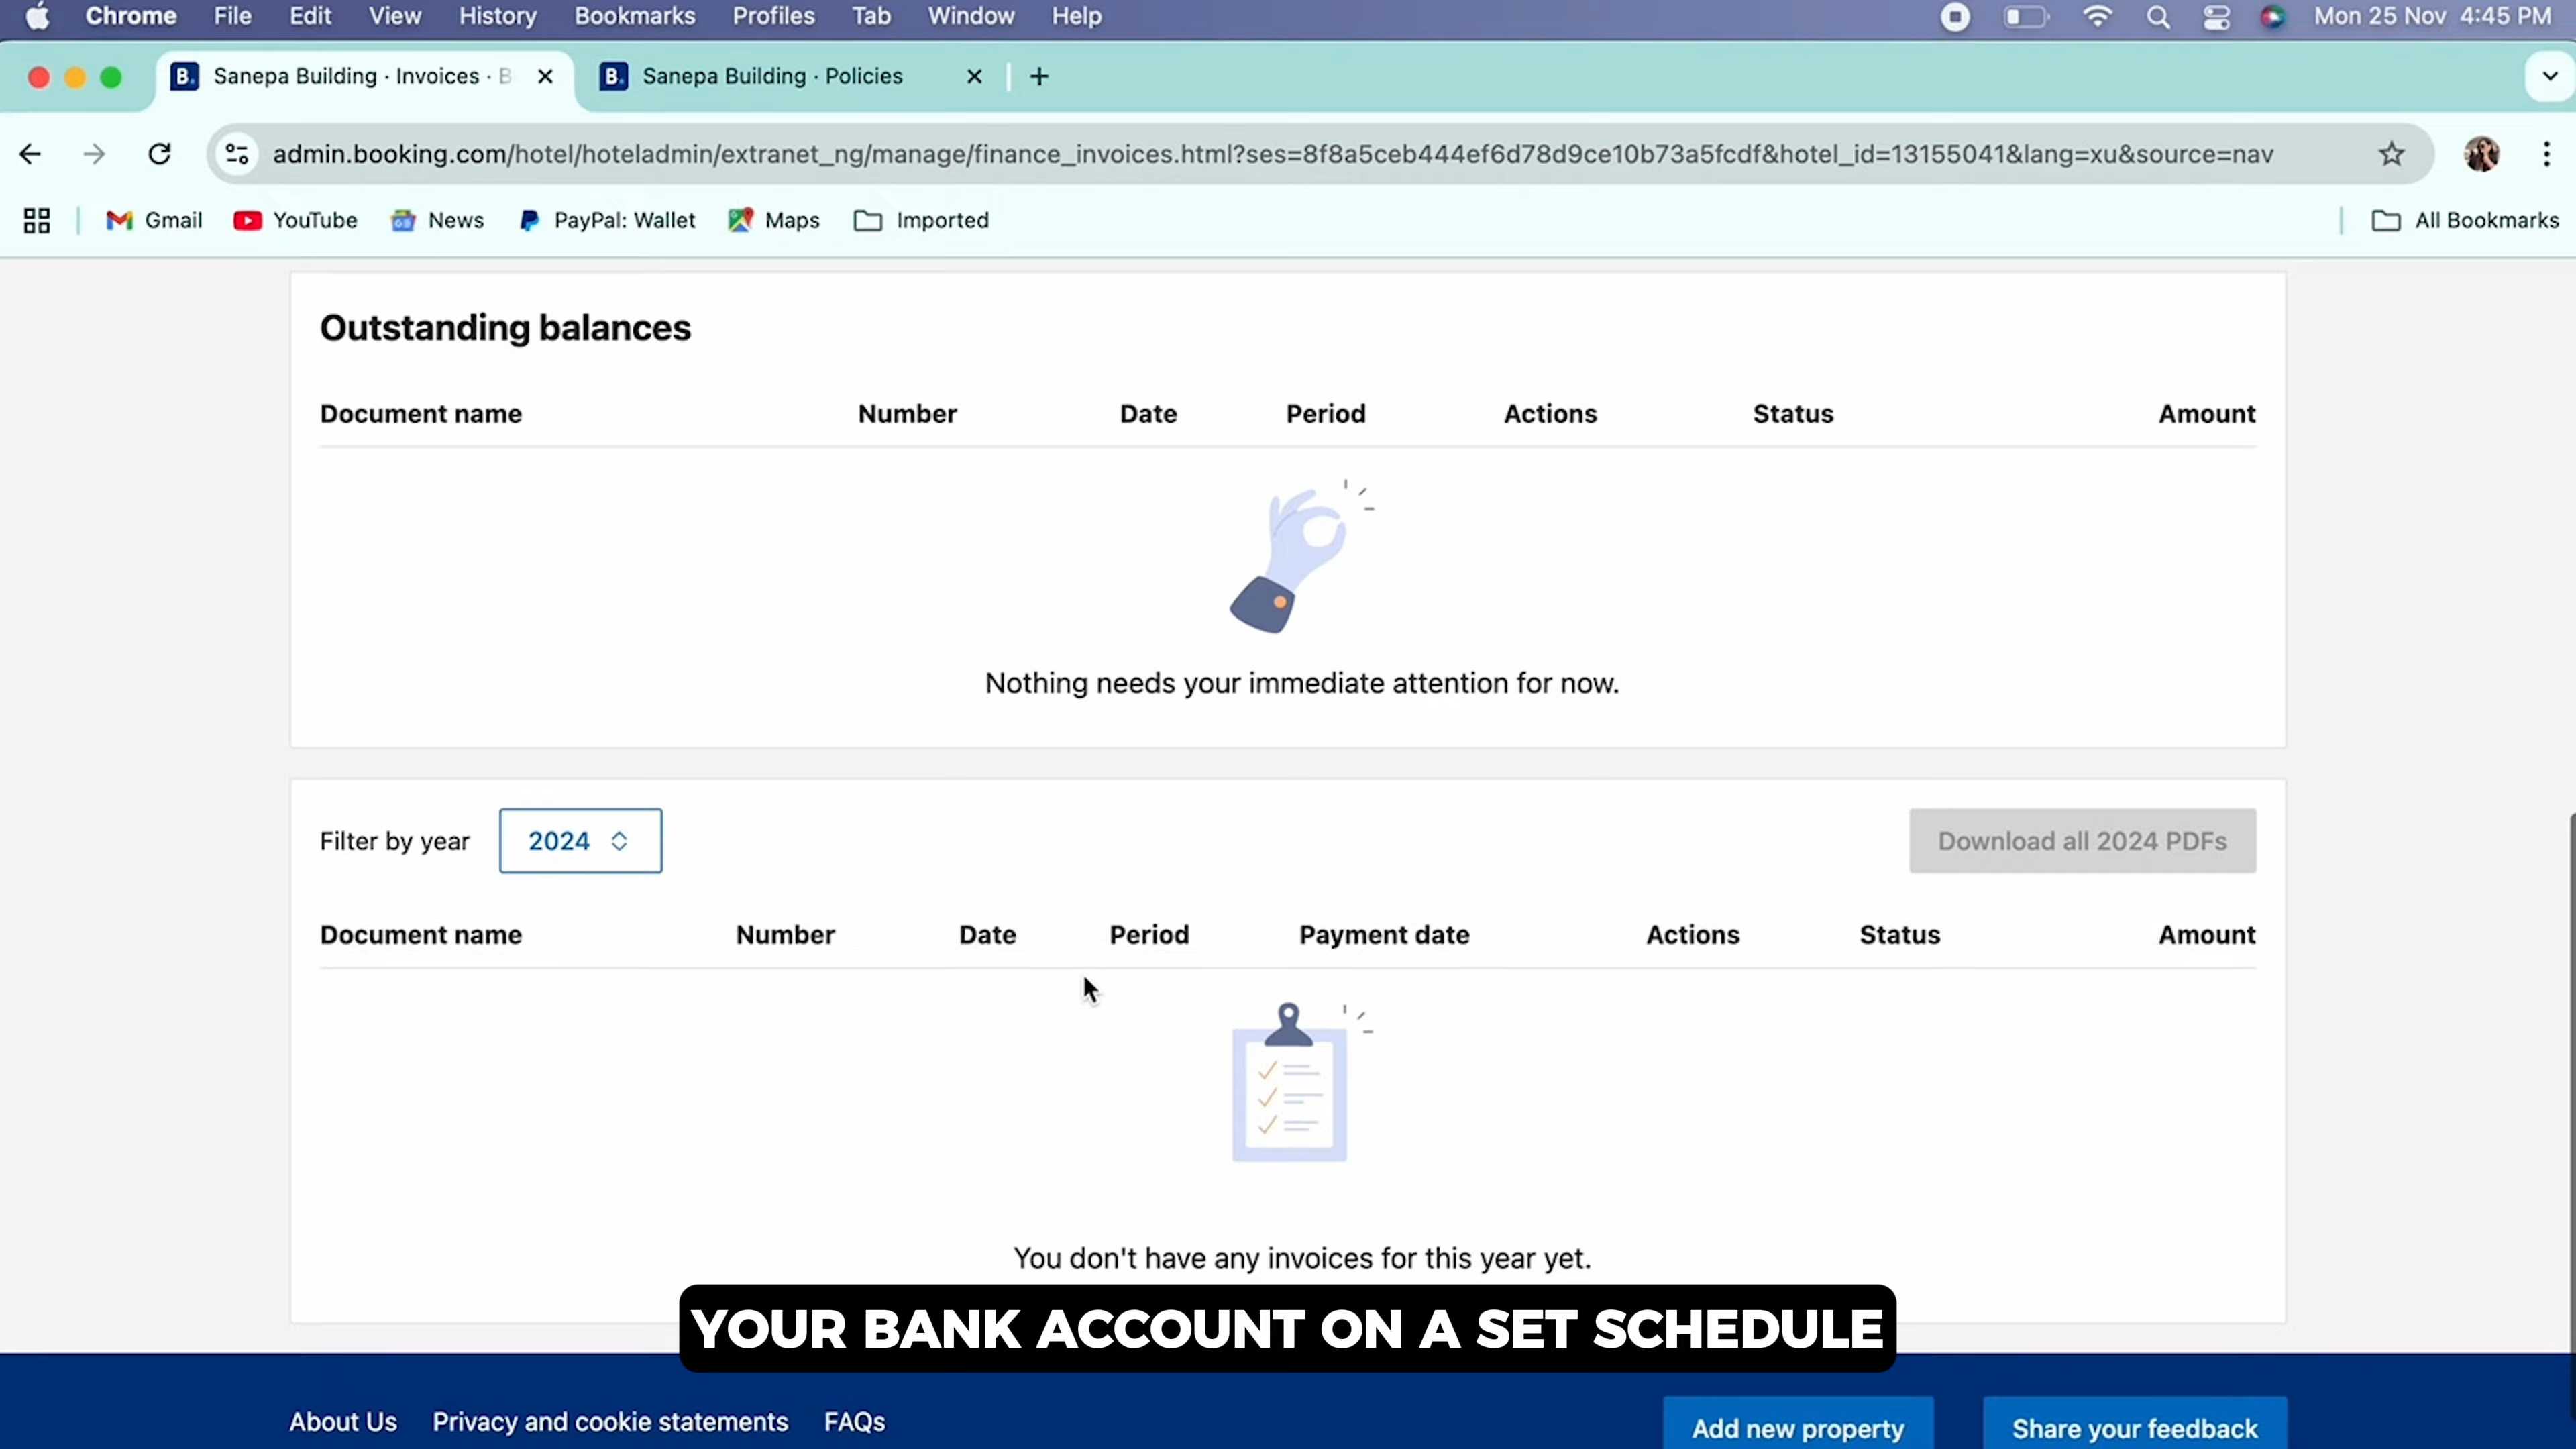 Chrome File Edit View History Bookmarks Profiles Tab Window Help Mon 25 Nov 4:45 PM
B. Sanepa Building · Invoices · B B. Sanepa Building · Policies
admin.booking.com/hotel/hoteladmin/extranet_ng/manage/finance_invoices.html?ses=8f8a5ceb444ef6d78d9ce10b73a5fcdf&hotel_id=13155041&lang=xu&source=nav
Gmail YouTube News PayPal: Wallet Maps Imported All Bookmarks
Outstanding balances
Document name Number Date Period Actions Status Amount
Nothing needs your immediate attention for now.
Filter by year 2024 Download all 2024 PDFs
Document name Number Date Period Payment date Actions Status Amount
You don't have any invoices for this year yet.
YOUR BANK ACCOUNT ON A SET SCHEDULE
About Us Privacy and cookie statements FAQs Add new property Share your feedback